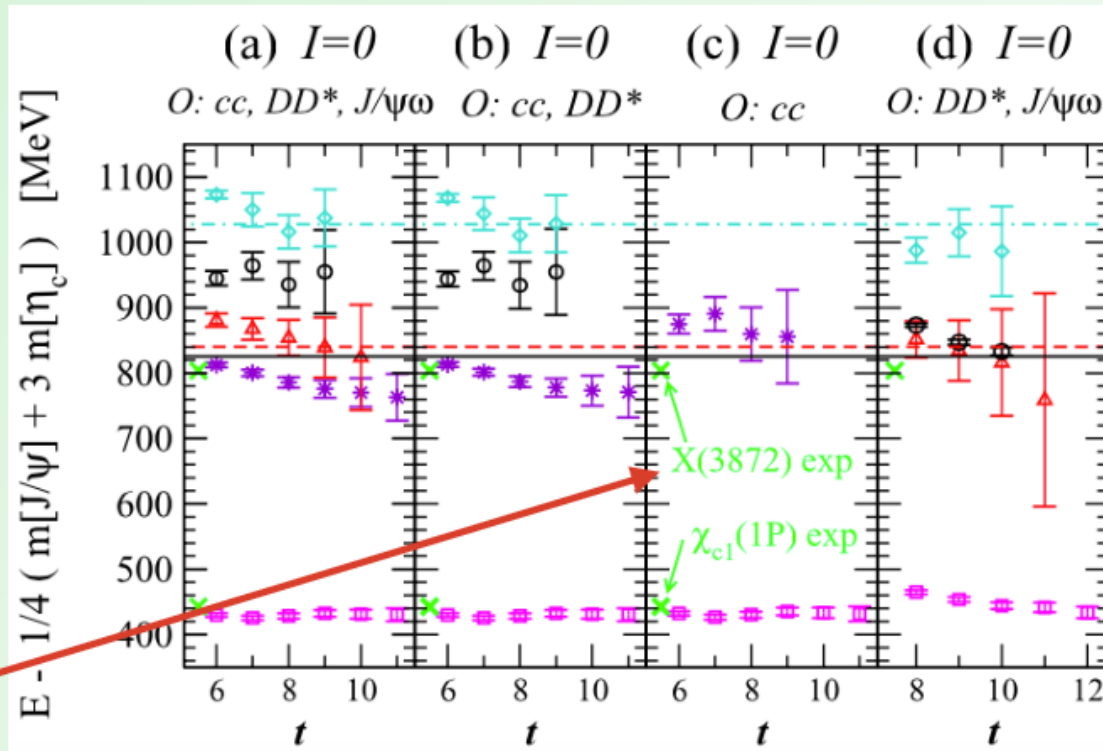 (a) I=0 (b) I=0 (c) I=0 (d) I=0
O: cc, DD*, J/ψω O: cc, DD* O: cc O: DD*, J/ψω
E - 1/4 ( m[J/ψ] + 3 m[η_c] ) [MeV]
1100
1000
900
800
700
600
500
400
X(3872) exp
χ_c1(1P) exp
6 8 10 6 8 10 6 8 10 8 10 12
t t t t